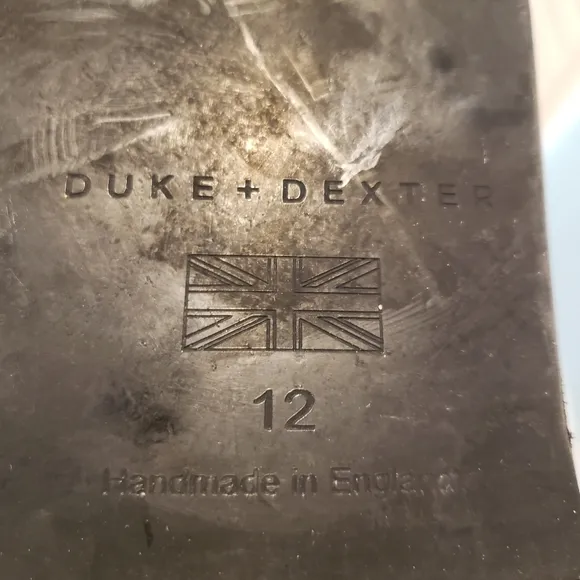 DUKE + DEXTER
12
Handmade in England